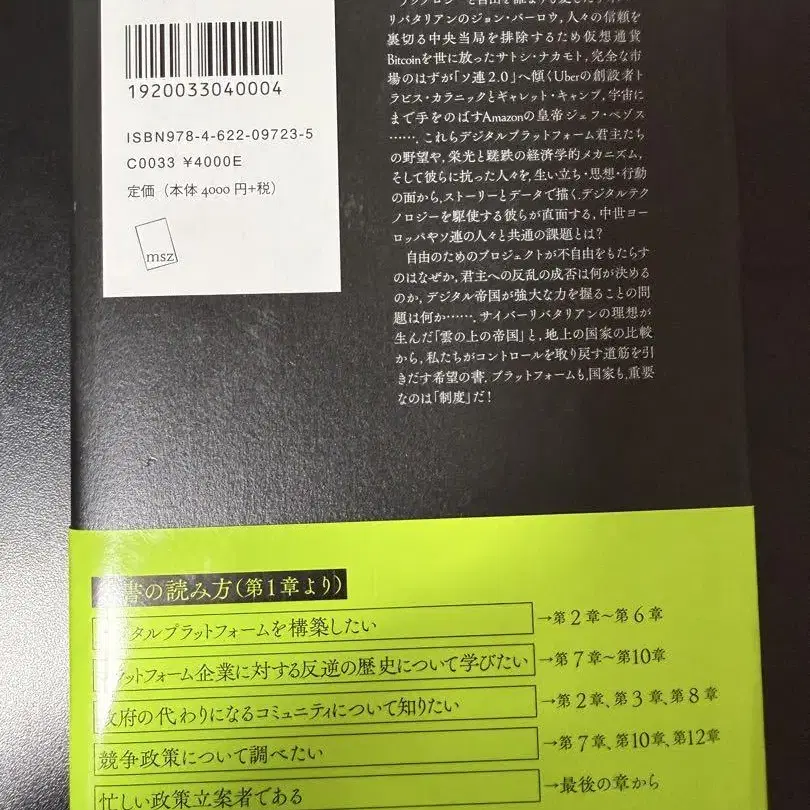 1920033040004
ISBN978-4-622-09723-5
C0033 ¥4000E
定価（本体 4000 円+税）
msz
リバタリアンのジョン・バーロウ，人々の信頼を
裏切る中央当局を排除するため仮想通貨
Bitcoinを世に放ったサトシ・ナカモト，完全な市
場のはずが「ソ連2.0」へ傾くUberの創設者ト
ラビス・カラニックとギャレット・キャンプ，宇宙に
まで手をのばすAmazonの皇帝ジェフ・ベゾス
……．これらデジタルプラットフォーム君主たち
の野望や，栄光と蹉跌の経済学的メカニズム，
そして彼らに抗った人々を，生い立ち・思想・行動
の面から，ストーリーとデータで描く．デジタルテク
ノロジーを駆使する彼らが直面する，中世ヨー
ロッパやソ連の人々と共通の課題とは？
自由のためのプロジェクトが不自由をもたらす
のはなぜか，君主への反乱の成否は何が決める
のか，デジタル帝国が強大な力を握ることの問
題は何か……．サイバーリバタリアンの理想が
生んだ「雲の上の帝国」と，地上の国家の比較
から，私たちがコントロールを取り戻す道筋を引
きだす希望の書．プラットフォームも，国家も，重要
なのは「制度」だ！
書の読み方（第1章より）
タルプラットフォームを構築したい →第2章〜第6章
ラットフォーム企業に対する反逆の歴史について学びたい →第7章〜第10章
政府の代わりになるコミュニティについて知りたい →第2章、第3章、第8章
競争政策について調べたい →第7章、第10章、第12章
忙しい政策立案者である →最後の章から